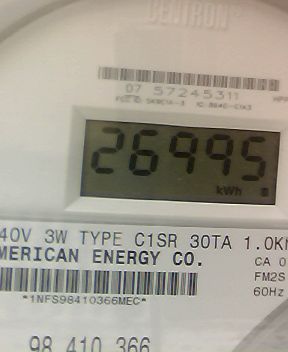 CENTRON®
07 57245311
26995
kWh
40V 3W TYPE C1SR 30TA 1.0K
MERICAN ENERGY CO.
CA 0
FM2S
60Hz
*1NFS98410366MEC*
98 410 366